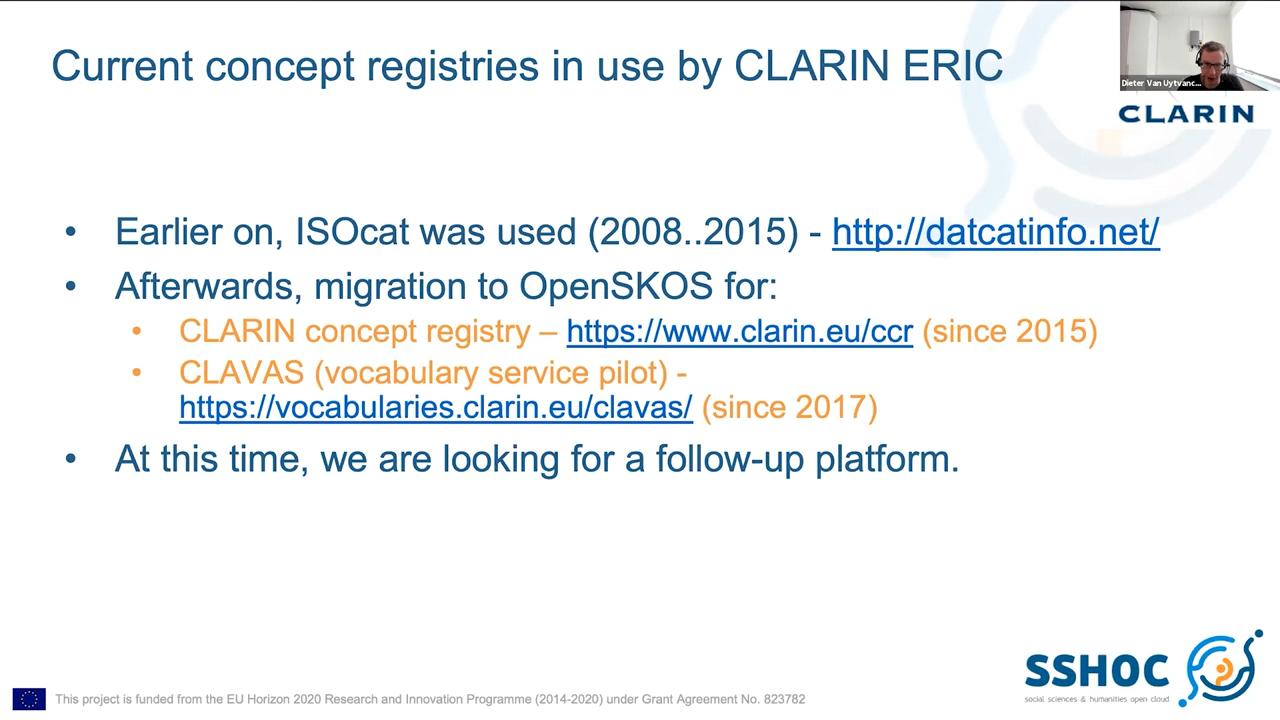 Current concept registries in use by CLARIN ERIC
Dieter Van Uytvanc...
CLARIN
• Earlier on, ISOcat was used (2008..2015) - http://datcatinfo.net/
• Afterwards, migration to OpenSKOS for:
• CLARIN concept registry – https://www.clarin.eu/ccr (since 2015)
• CLAVAS (vocabulary service pilot) -
https://vocabularies.clarin.eu/clavas/ (since 2017)
• At this time, we are looking for a follow-up platform.
SSHOC
social sciences & humanities open cloud
This project is funded from the EU Horizon 2020 Research and Innovation Programme (2014-2020) under Grant Agreement No. 823782